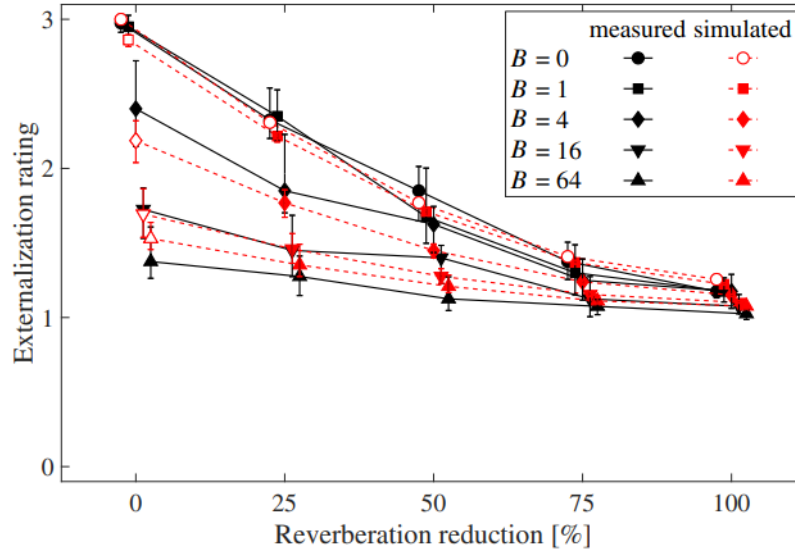 3
2
1
0
Externalization rating
measured simulated
B = 0
B = 1
B = 4
B = 16
B = 64
0 25 50 75 100
Reverberation reduction [%]